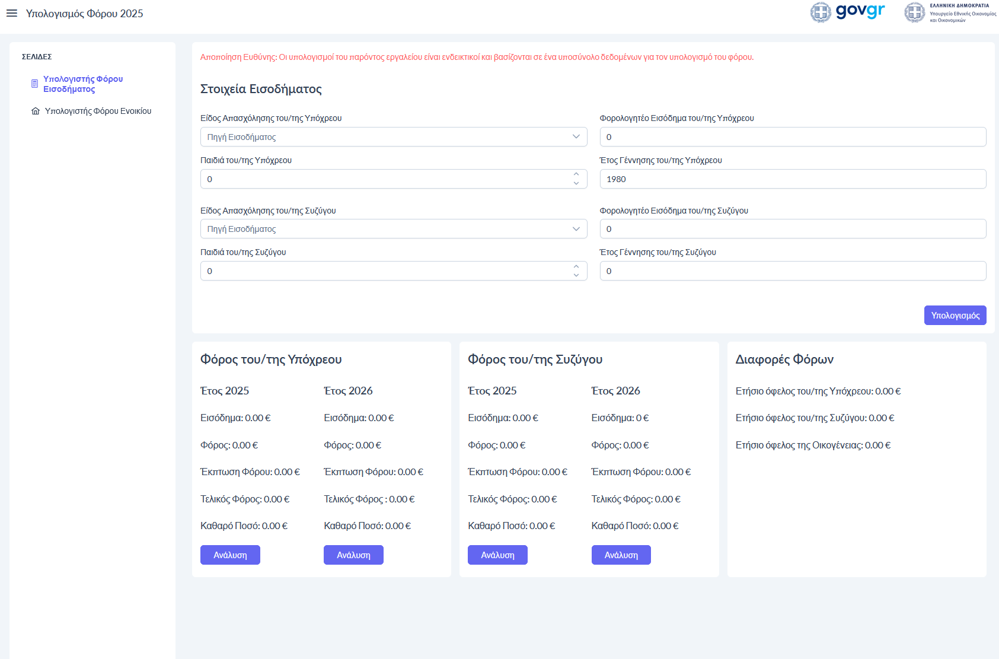 Υπολογισμός Φόρου 2025
govgr
ΕΛΛΗΝΙΚΗ ΔΗΜΟΚΡΑΤΙΑ
Υπουργείο Εθνικής Οικονομίας
και Οικονομικών
ΣΕΛΙΔΕΣ
Υπολογιστής Φόρου
Εισοδήματος
Υπολογιστής Φόρου Ενοικίου
Αποποίηση Ευθύνης: Οι υπολογισμοί του παρόντος εργαλείου είναι ενδεικτικοί και βασίζονται σε ένα υποσύνολο δεδομένων για τον υπολογισμό του φόρου.
Στοιχεία Εισοδήματος
Είδος Απασχόλησης του/της Υπόχρεου
Φορολογητέο Εισόδημα του/της Υπόχρεου
Πηγή Εισοδήματος
0
Παιδιά του/της Υπόχρεου
Έτος Γέννησης του/της Υπόχρεου
0
1980
Είδος Απασχόλησης του/της Συζύγου
Φορολογητέο Εισόδημα του/της Συζύγου
Πηγή Εισοδήματος
0
Παιδιά του/της Συζύγου
Έτος Γέννησης του/της Συζύγου
0
0
Υπολογισμός
Φόρος του/της Υπόχρεου
Έτος 2025
Εισόδημα: 0.00 €
Φόρος: 0.00 €
Έκπτωση Φόρου: 0.00 €
Τελικός Φόρος: 0.00 €
Καθαρό Ποσό: 0.00 €
Ανάλυση
Έτος 2026
Εισόδημα: 0.00 €
Φόρος: 0.00 €
Έκπτωση Φόρου: 0.00 €
Τελικός Φόρος : 0.00 €
Καθαρό Ποσό: 0.00 €
Ανάλυση
Φόρος του/της Συζύγου
Έτος 2025
Εισόδημα: 0.00 €
Φόρος: 0.00 €
Έκπτωση Φόρου: 0.00 €
Τελικός Φόρος: 0.00 €
Καθαρό Ποσό: 0.00 €
Ανάλυση
Έτος 2026
Εισόδημα: 0 €
Φόρος: 0.00 €
Έκπτωση Φόρου: 0.00 €
Τελικός Φόρος: 0.00 €
Καθαρό Ποσό: 0.00 €
Ανάλυση
Διαφορές Φόρων
Ετήσιο όφελος του/της Υπόχρεου: 0.00 €
Ετήσιο όφελος του/της Συζύγου: 0.00 €
Ετήσιο όφελος της Οικογένειας: 0.00 €